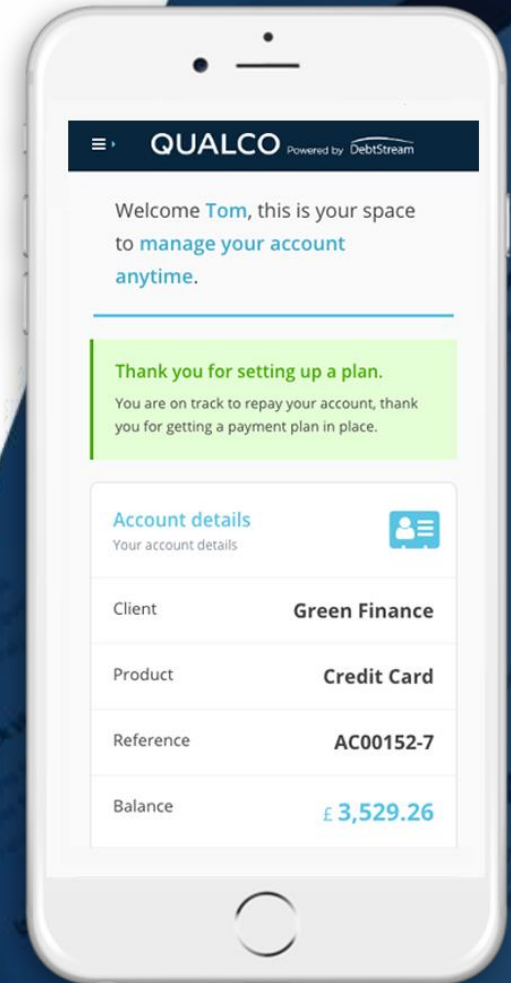 QUALCO Powered by DebtStream
Welcome Tom, this is your space
to manage your account
anytime.
Thank you for setting up a plan.
You are on track to repay your account, thank
you for getting a payment plan in place.
Account details
Your account details
Client Green Finance
Product Credit Card
Reference AC00152-7
Balance £ 3,529.26